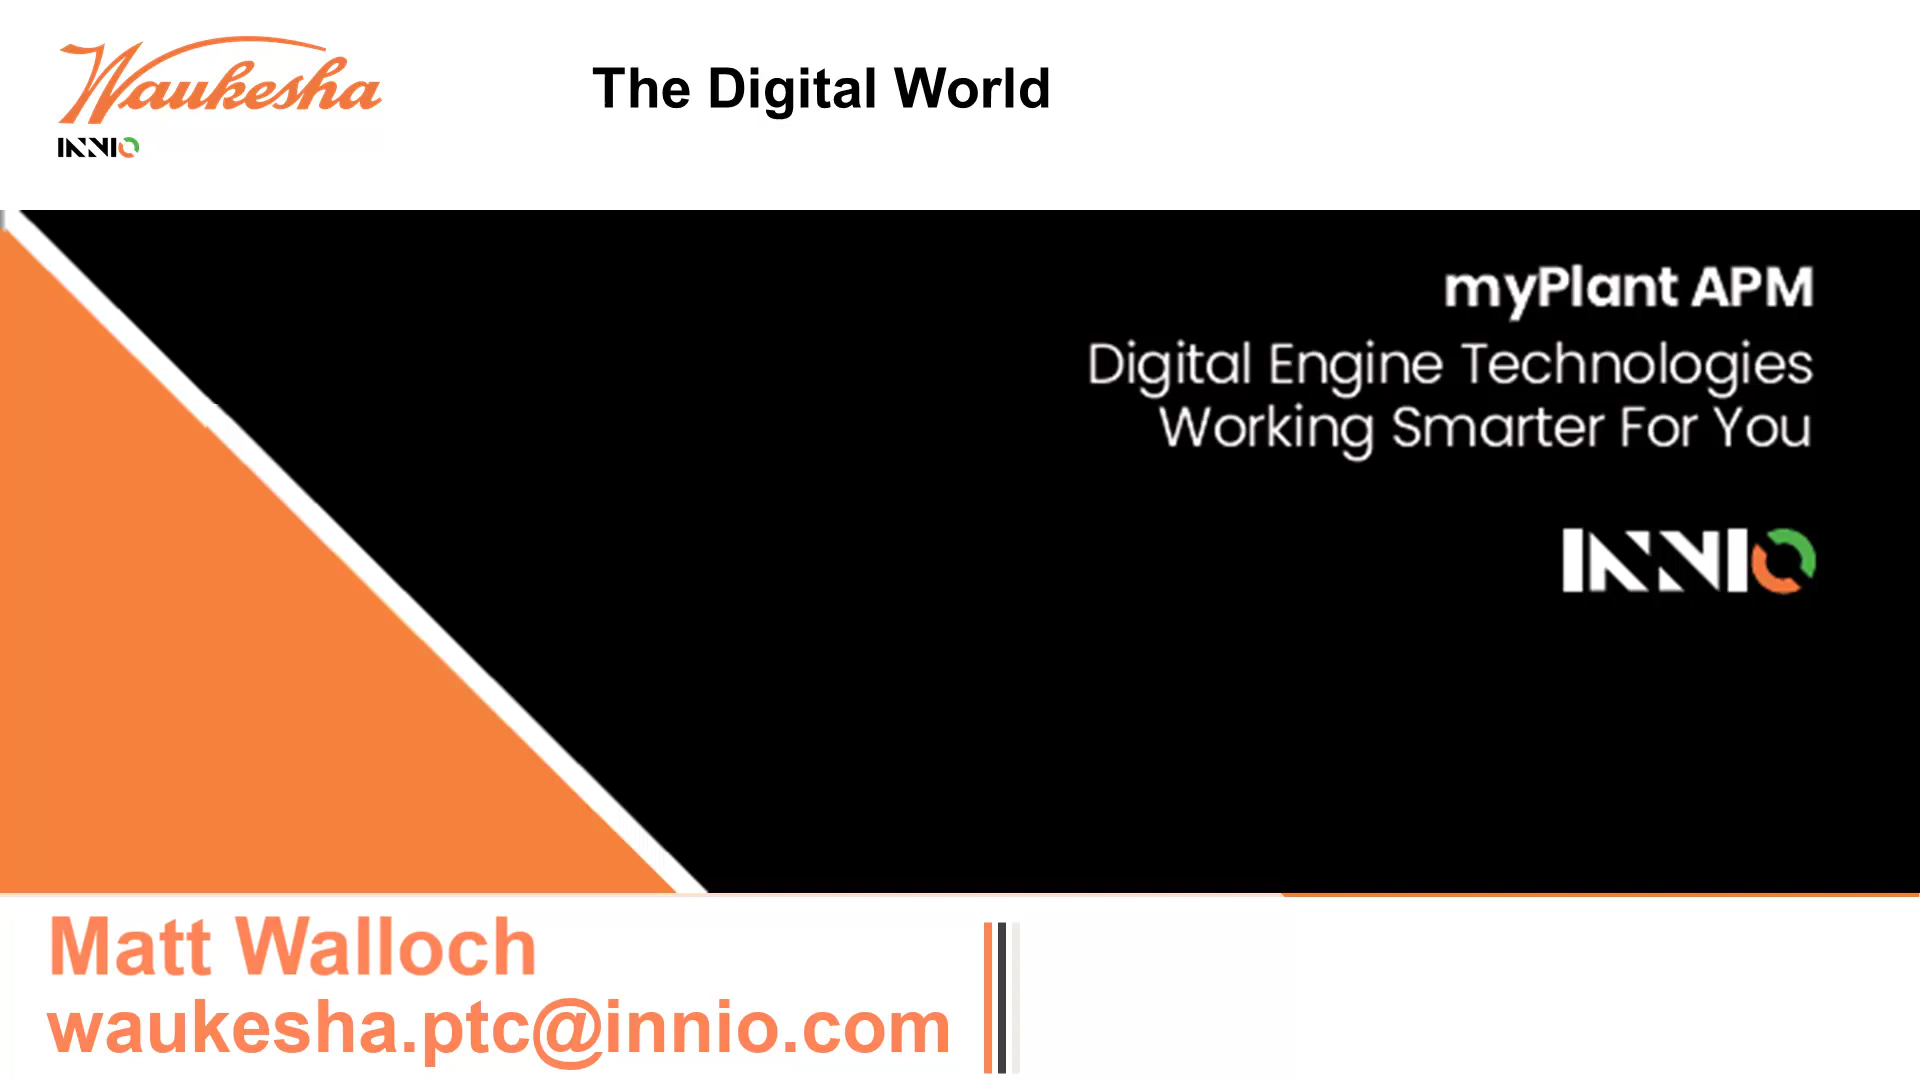 Waukesha
INNIO
The Digital World
myPlant APM
Digital Engine Technologies
Working Smarter For You
INNIO
Matt Walloch
waukesha.ptc@innio.com